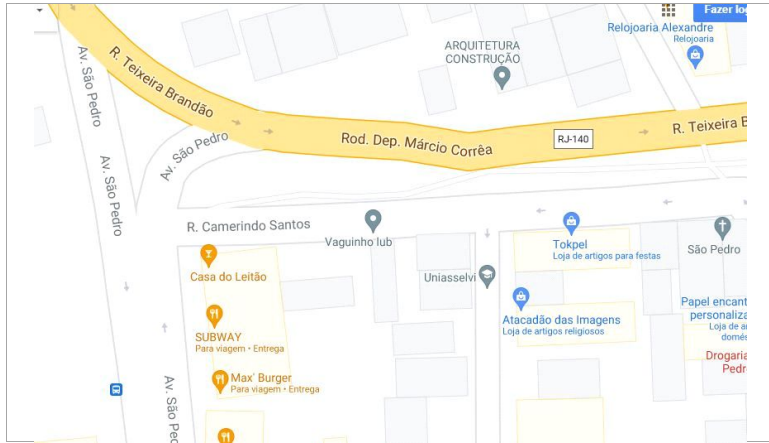 Fazer log
Relojoaria Alexandre
Relojoaria
ARQUITETURA
CONSTRUÇÃO
R. Teixeira Brandão
Av. São Pedro
Av. São Pedro
Rod. Dep. Márcio Corrêa
RJ-140
R. Teixeira B
Av. São Pedro
R. Camerindo Santos
Vaguinho lub
Tokpel
Loja de artigos para festas
São Pedro
Casa do Leitão
Uniasselvi
Atacadão das Imagens
Loja de artigos religiosos
Papel encant
personaliza
Loja de ar
domés
SUBWAY
Para viagem • Entrega
Drogaria
Pedr
Max' Burger
Para viagem • Entrega
Av. São Ped